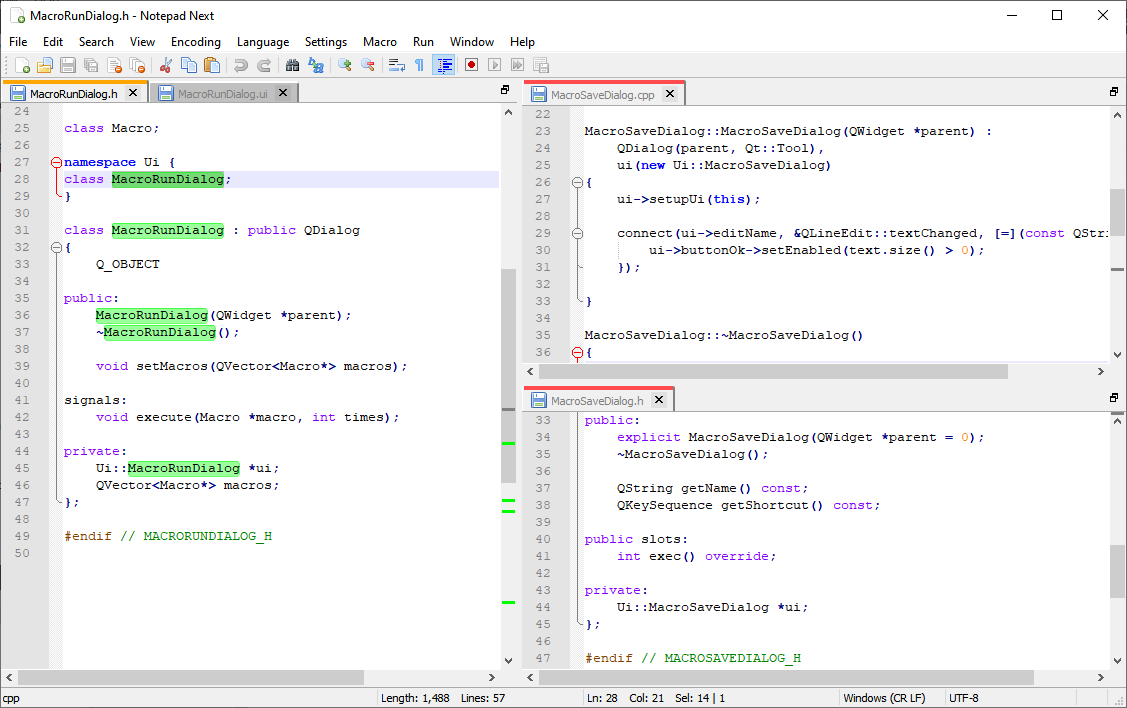 MacroRunDialog.h - Notepad Next
File Edit Search View Encoding Language Settings Macro Run Window Help
MacroRunDialog.h MacroRunDialog.ui
24
25 class Macro;
26
27 namespace Ui {
28 class MacroRunDialog;
29 }
30
31 class MacroRunDialog : public QDialog
32 {
33 Q_OBJECT
34
35 public:
36 MacroRunDialog(QWidget *parent);
37 ~MacroRunDialog();
38
39 void setMacros(QVector<Macro*> macros);
40
41 signals:
42 void execute(Macro *macro, int times);
43
44 private:
45 Ui::MacroRunDialog *ui;
46 QVector<Macro*> macros;
47 };
48
49 #endif // MACRORUNDIALOG_H
50
MacroSaveDialog.cpp
22
23 MacroSaveDialog::MacroSaveDialog(QWidget *parent) :
24 QDialog(parent, Qt::Tool),
25 ui(new Ui::MacroSaveDialog)
26 {
27 ui->setupUi(this);
28
29 connect(ui->editName, &QLineEdit::textChanged, [=](const QStri
30 ui->buttonOk->setEnabled(text.size() > 0);
31 });
32
33 }
34
35 MacroSaveDialog::~MacroSaveDialog()
36 {
MacroSaveDialog.h
33 public:
34 explicit MacroSaveDialog(QWidget *parent = 0);
35 ~MacroSaveDialog();
36
37 QString getName() const;
38 QKeySequence getShortcut() const;
39
40 public slots:
41 int exec() override;
42
43 private:
44 Ui::MacroSaveDialog *ui;
45 };
46
47 #endif // MACROSAVEDIALOG_H
cpp Length: 1,488 Lines: 57 Ln: 28 Col: 21 Sel: 14 | 1 Windows (CR LF) UTF-8